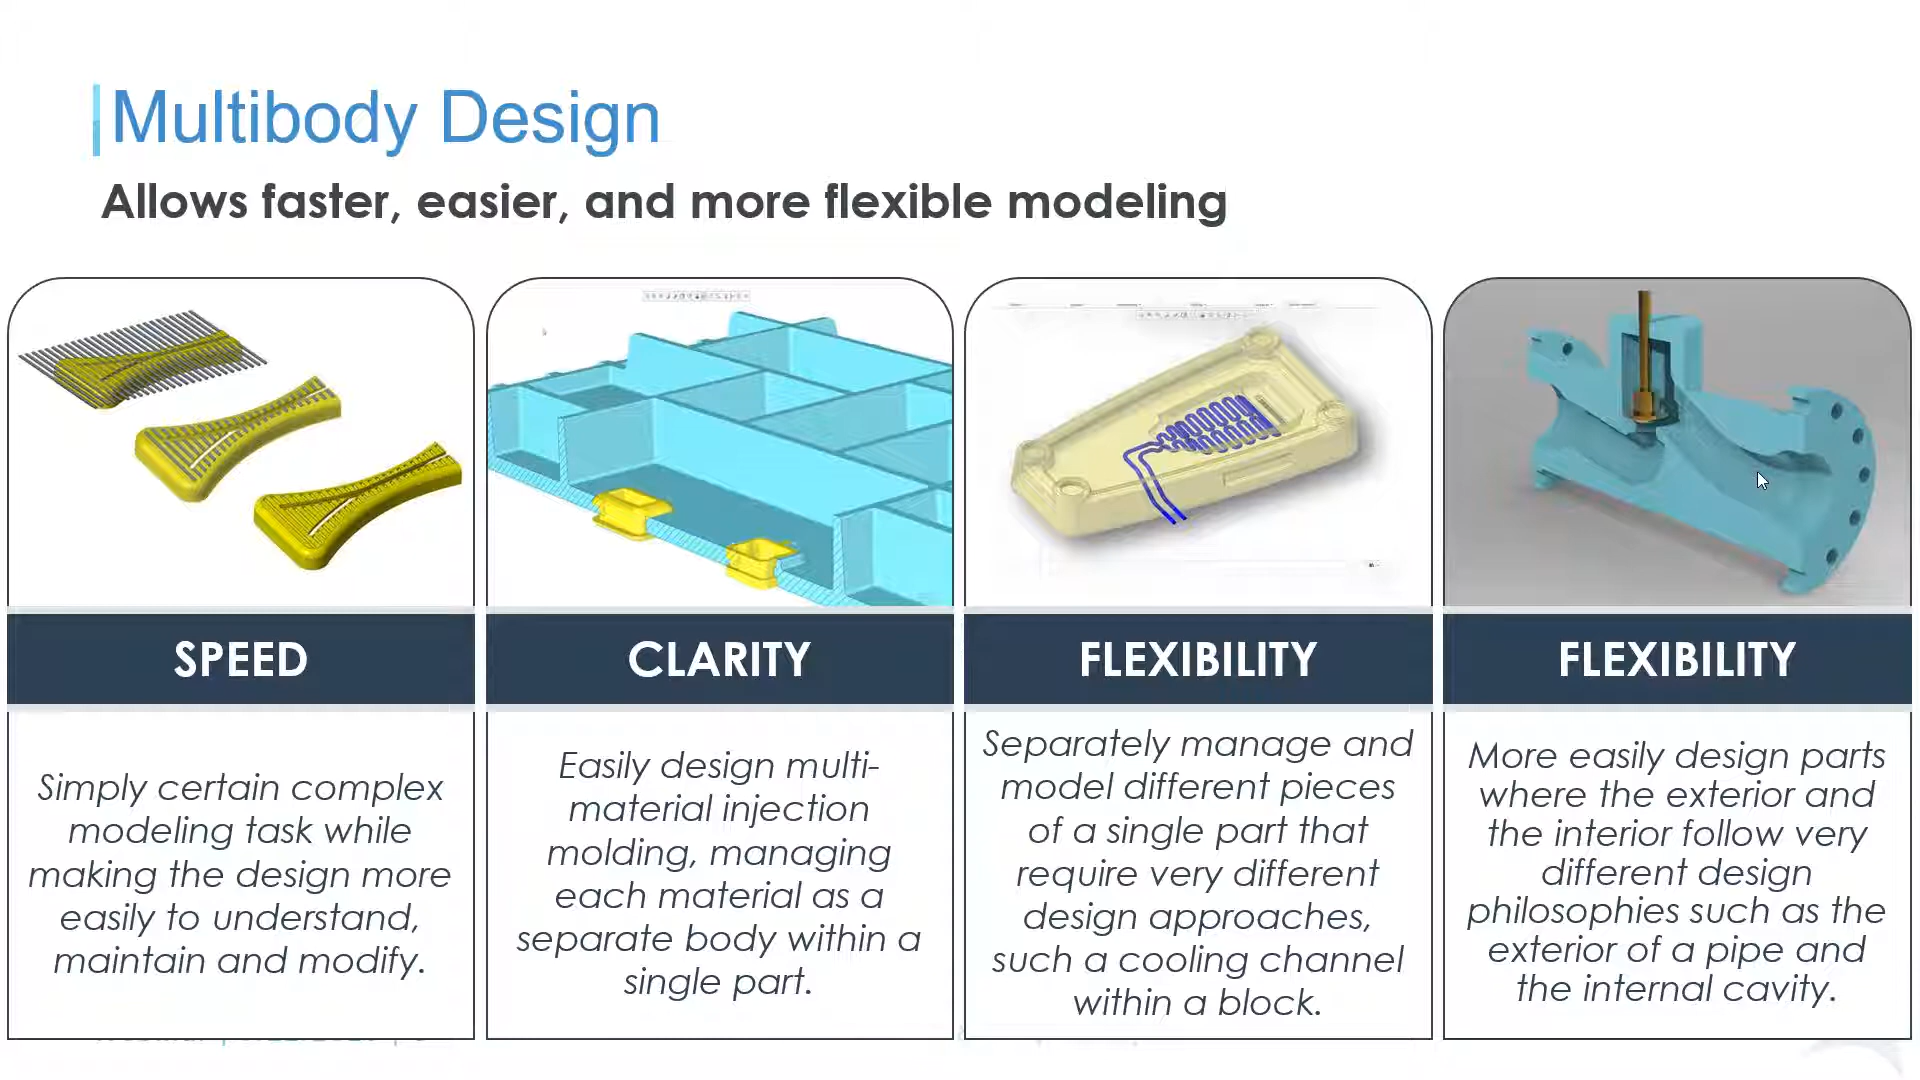 Multibody Design
Allows faster, easier, and more flexible modeling
SPEED
Simply certain complex
modeling task while
making the design more
easily to understand,
maintain and modify.
CLARITY
Easily design multi-
material injection
molding, managing
each material as a
separate body within a
single part.
FLEXIBILITY
Separately manage and
model different pieces
of a single part that
require very different
design approaches,
such a cooling channel
within a block.
FLEXIBILITY
More easily design parts
where the exterior and
the interior follow very
different design
philosophies such as the
exterior of a pipe and
the internal cavity.